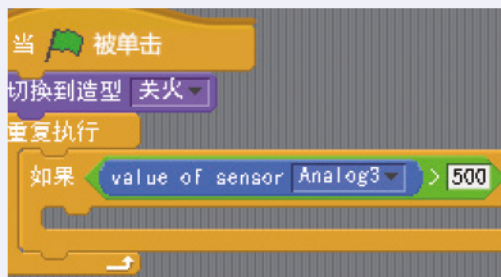 当 被单击
切换到造型 关火
重复执行
如果 value of sensor Analog3 > 500